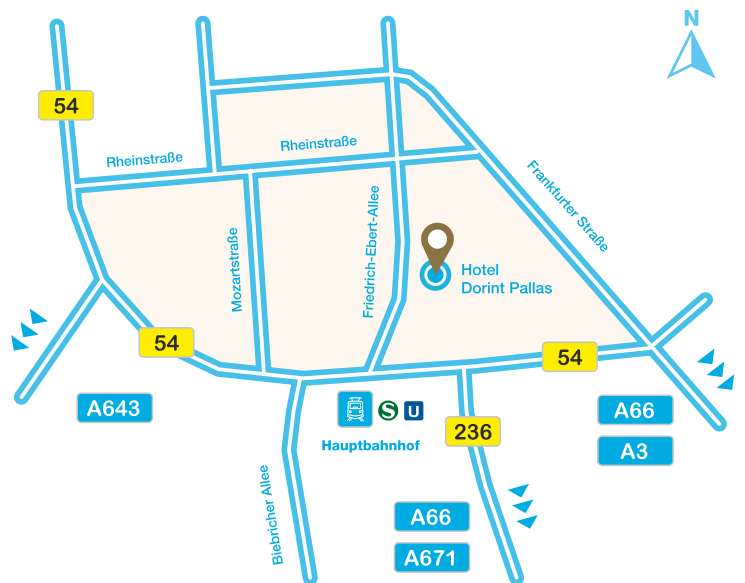 N
54
Rheinstraße
Rheinstraße
Frankfurter Straße
Mozartstraße
Friedrich-Ebert-Allee
Hotel
Dorint Pallas
54
54
A643
S
U
Hauptbahnhof
236
A66
A3
Biebricher Allee
A66
A671